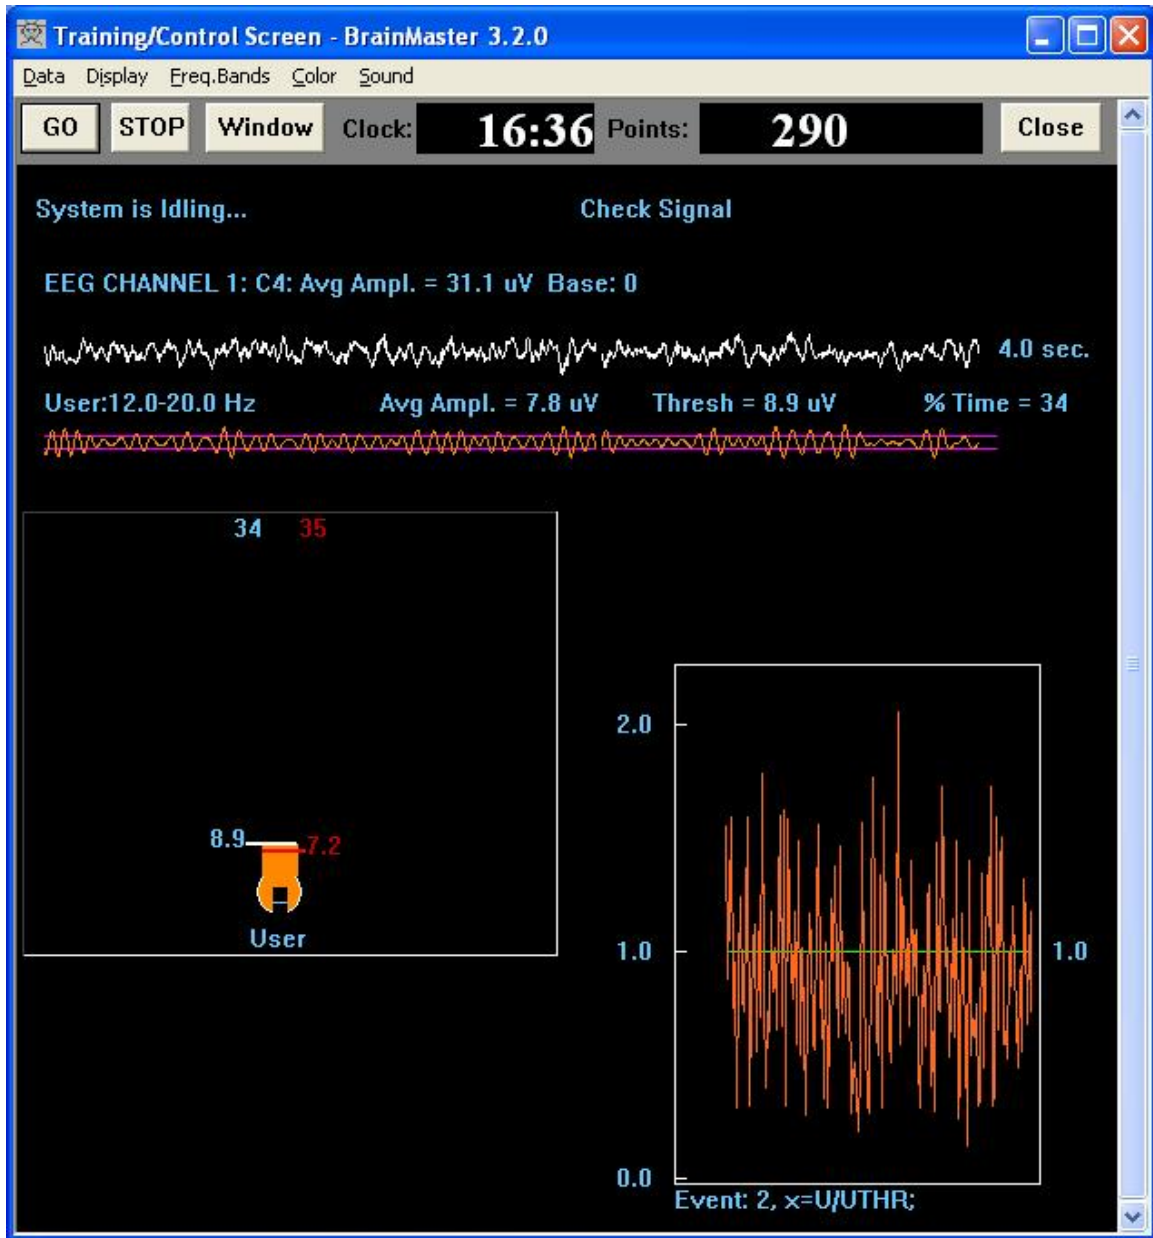 Training/Control Screen - BrainMaster 3.2.0
Data Display Freq.Bands Color Sound
GO STOP Window Clock: 16:36 Points: 290 Close
System is Idling... Check Signal
EEG CHANNEL 1: C4: Avg Ampl. = 31.1 uV Base: 0
4.0 sec.
User:12.0-20.0 Hz Avg Ampl. = 7.8 uV Thresh = 8.9 uV % Time = 34
34 35
2.0
8.9 7.2
User
1.0 1.0
0.0
Event: 2, x=U/UTHR;